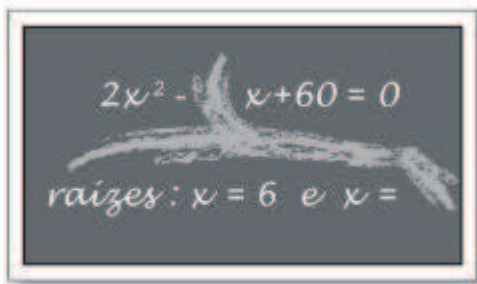 2x² - x+60 = 0
raízes : x = 6 e x =